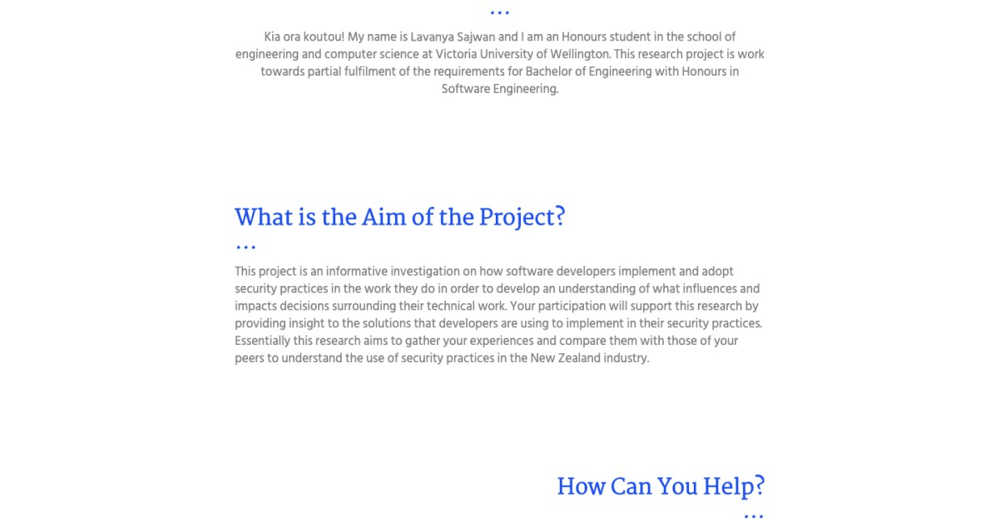 ...
Kia ora koutou! My name is Lavanya Sajwan and I am an Honours student in the school of
engineering and computer science at Victoria University of Wellington. This research project is work
towards partial fulfilment of the requirements for Bachelor of Engineering with Honours in
Software Engineering.
What is the Aim of the Project?
...
This project is an informative investigation on how software developers implement and adopt
security practices in the work they do in order to develop an understanding of what influences and
impacts decisions surrounding their technical work. Your participation will support this research by
providing insight to the solutions that developers are using to implement in their security practices.
Essentially this research aims to gather your experiences and compare them with those of your
peers to understand the use of security practices in the New Zealand industry.
How Can You Help?
...